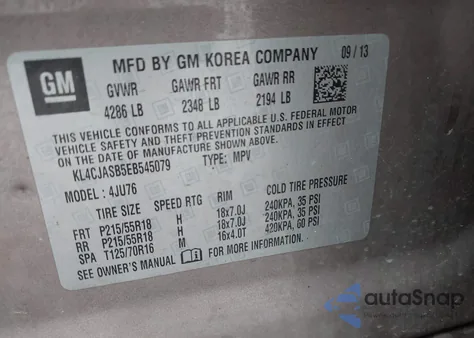 GM
MFD BY GM KOREA COMPANY 09 / 13
GVWR GAWR FRT GAWR RR
4286 LB 2348 LB 2194 LB
THIS VEHICLE CONFORMS TO ALL APPLICABLE U.S. FEDERAL MOTOR
VEHICLE SAFETY AND THEFT PREVENTION STANDARDS IN EFFECT
ON THE DATE OF MANUFACTURE SHOWN ABOVE.
KL4CJASB5EB545079 TYPE: MPV
MODEL: 4JU76
TIRE SIZE SPEED RTG RIM COLD TIRE PRESSURE
FRT P215/55R18 H 18x7.0J 240KPA, 35 PSI
RR P215/55R18 H 18x7.0J 240KPA, 35 PSI
SPA T125/70R16 M 16x4.0T 420KPA, 60 PSI
SEE OWNER'S MANUAL
autoSnap